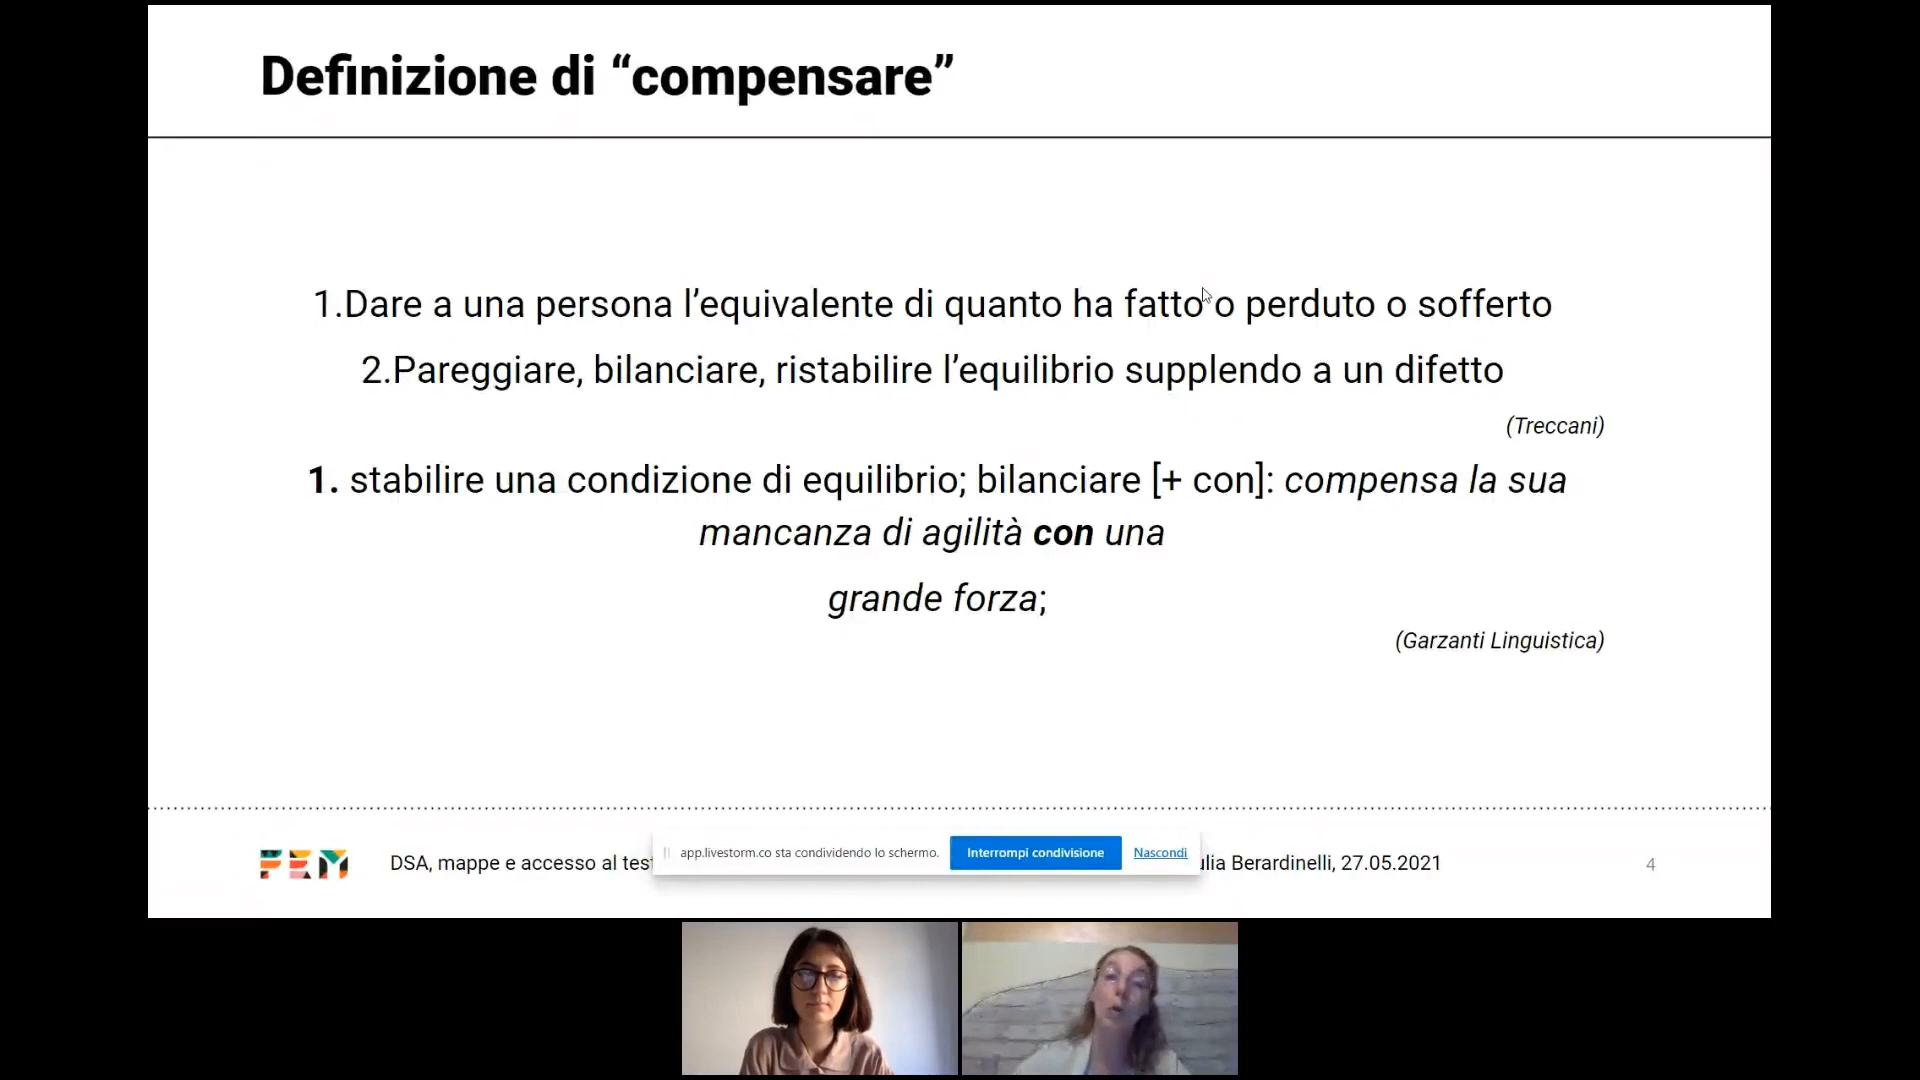 Definizione di “compensare”
1.Dare a una persona l’equivalente di quanto ha fatto o perduto o sofferto
2.Pareggiare, bilanciare, ristabilire l’equilibrio supplendo a un difetto
(Treccani)
1. stabilire una condizione di equilibrio; bilanciare [+ con]: compensa la sua
mancanza di agilità con una
grande forza;
(Garzanti Linguistica)
FEM
DSA, mappe e accesso al
app.livestorm.co sta condividendo lo schermo.
Interrompi condivisione
Nascondi
Berardinelli, 27.05.2021
4